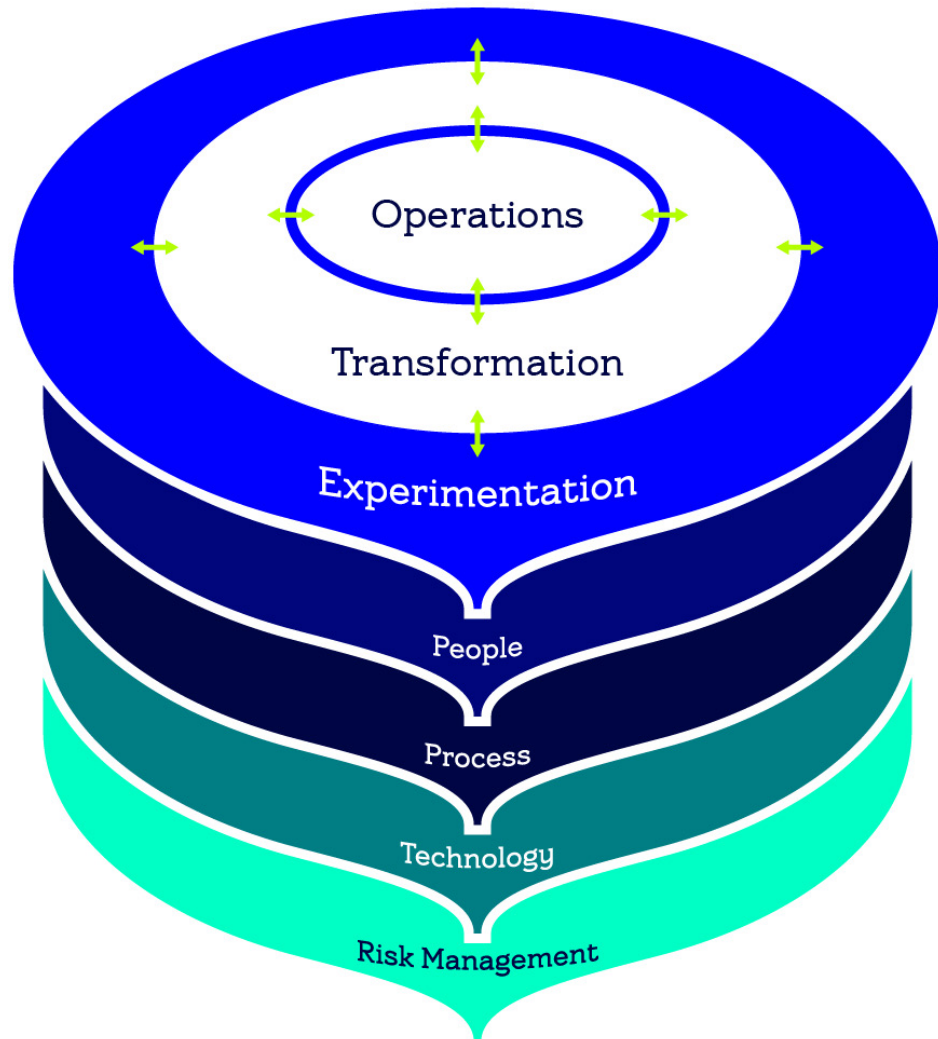 Operations
Transformation
Experimentation
People
Process
Technology
Risk Management